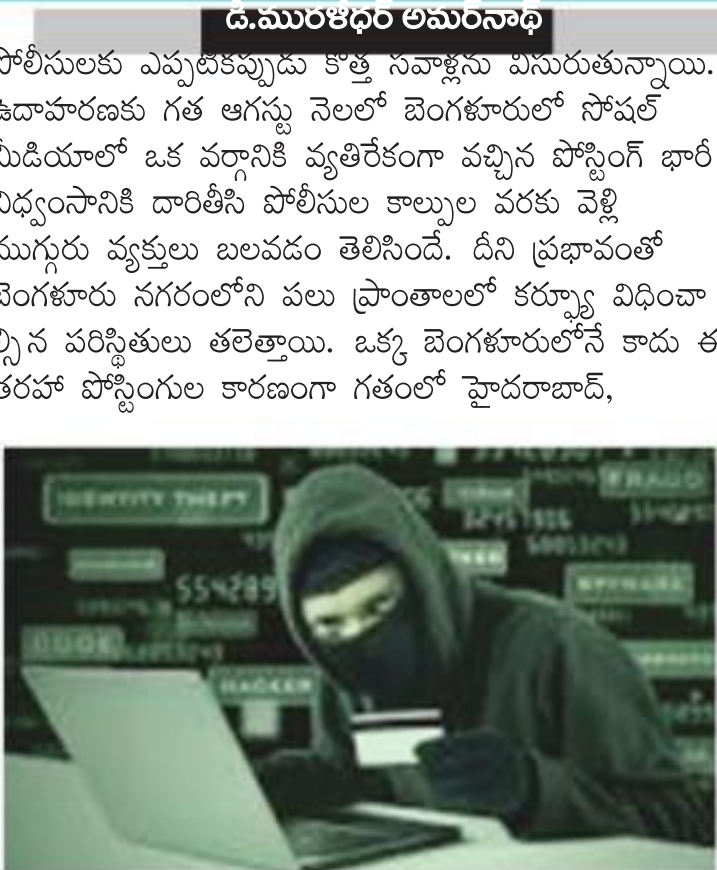 డి.మురళీధర్ అమర్‌నాథ్
పోలీసులకు ఎప్పటికప్పుడు కొత్త సవాళ్లను విసురుతున్నాయి.
ఉదాహరణకు గత ఆగస్టు నెలలో బెంగళూరులో సోషల్
మీడియాలో ఒక వర్గానికి వ్యతిరేకంగా వచ్చిన పోస్టింగ్ భారీ
విధ్వంసానికి దారితీసి పోలీసుల కాల్పుల వరకు వెళ్లి
ముగ్గురు వ్యక్తులు బలవడం తెలిసిందే. దీని ప్రభావంతో
బెంగళూరు నగరంలోని పలు ప్రాంతాలలో కర్ఫ్యూ విధించా
ల్సిన పరిస్థితులు తలెత్తాయి. ఒక్క బెంగళూరులోనే కాదు ఈ
తరహా పోస్టింగుల కారణంగా గతంలో హైదరాబాద్,
IDENTITY THEFT
FRAUD
554289
SPYWARE
HACKER